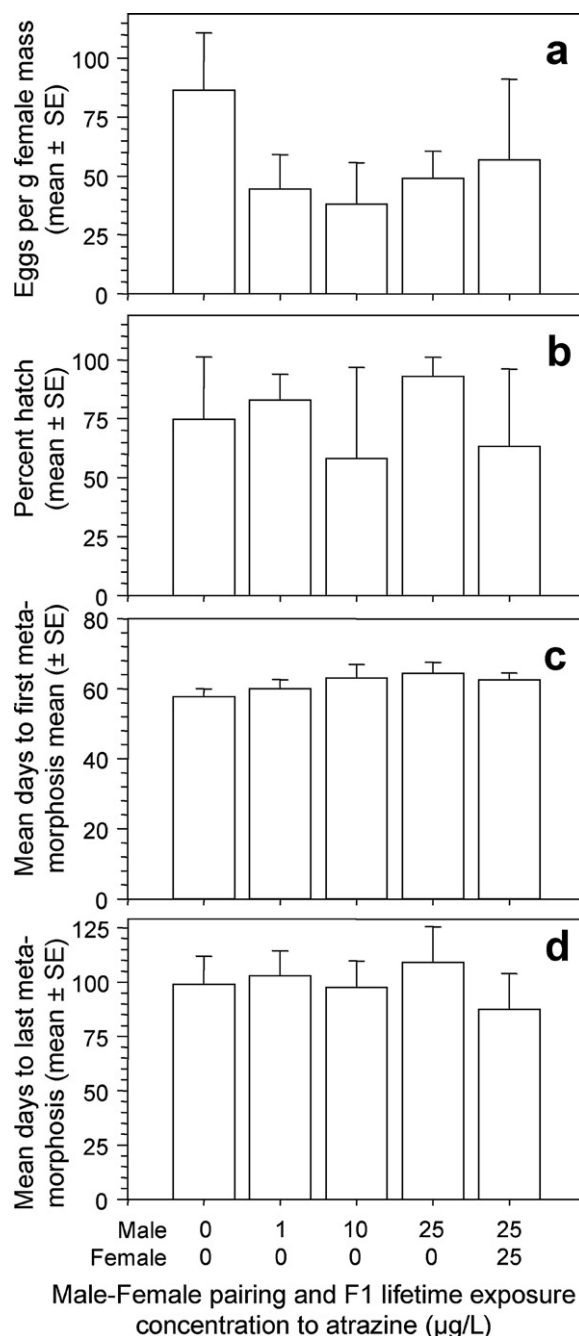 a
Eggs per g female mass
(mean ± SE)
100
75
50
25
0
b
Percent hatch
(mean ± SE)
100
75
50
25
0
c
Mean days to first meta-
morphosis mean (± SE)
80
60
40
20
0
d
Mean days to last meta-
morphosis (mean ± SE)
125
100
75
50
25
0
Male 0 1 10 25 25
Female 0 0 0 0 25
Male-Female pairing and F1 lifetime exposure
concentration to atrazine (µg/L)